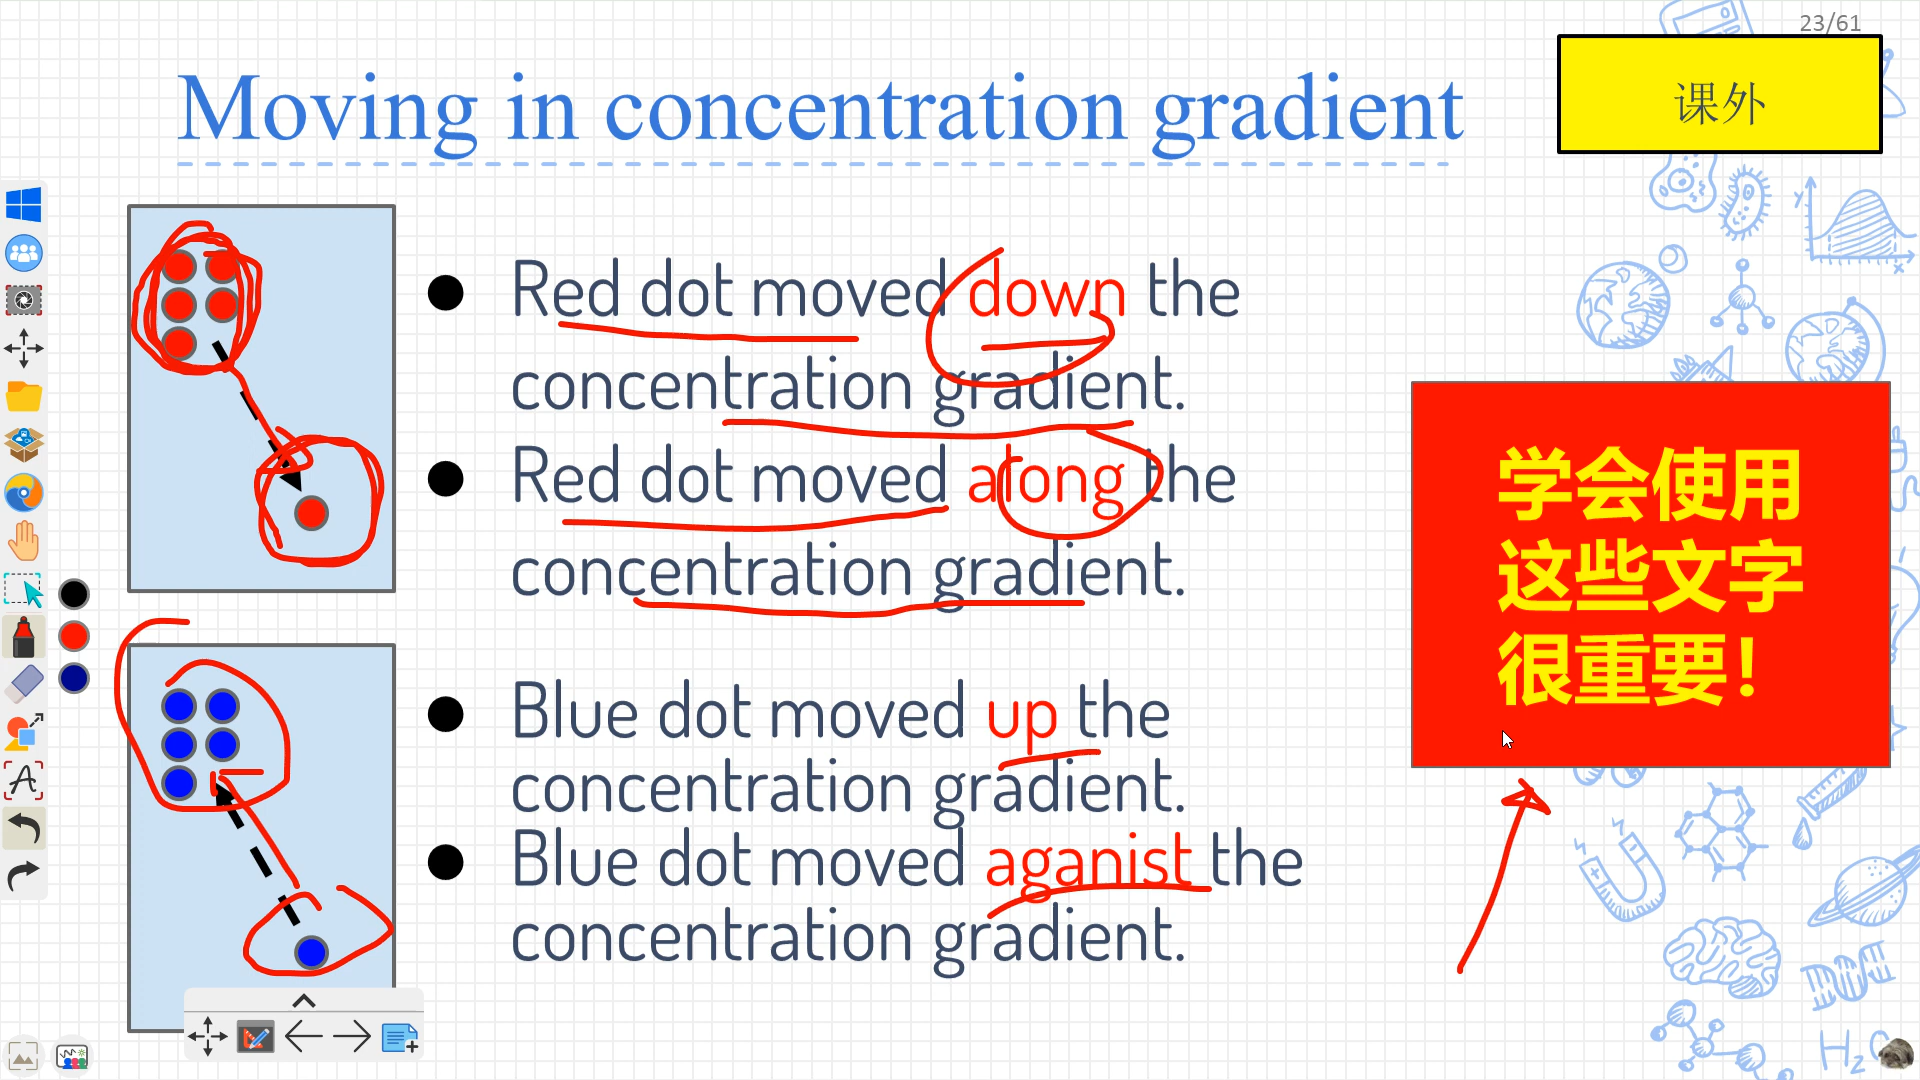 23/61
Moving in concentration gradient
课外
Red dot moved down the
concentration gradient.
Red dot moved along the
concentration gradient.
Blue dot moved up the
concentration gradient.
Blue dot moved aganist the
concentration gradient.
学会使用
这些文字
很重要！